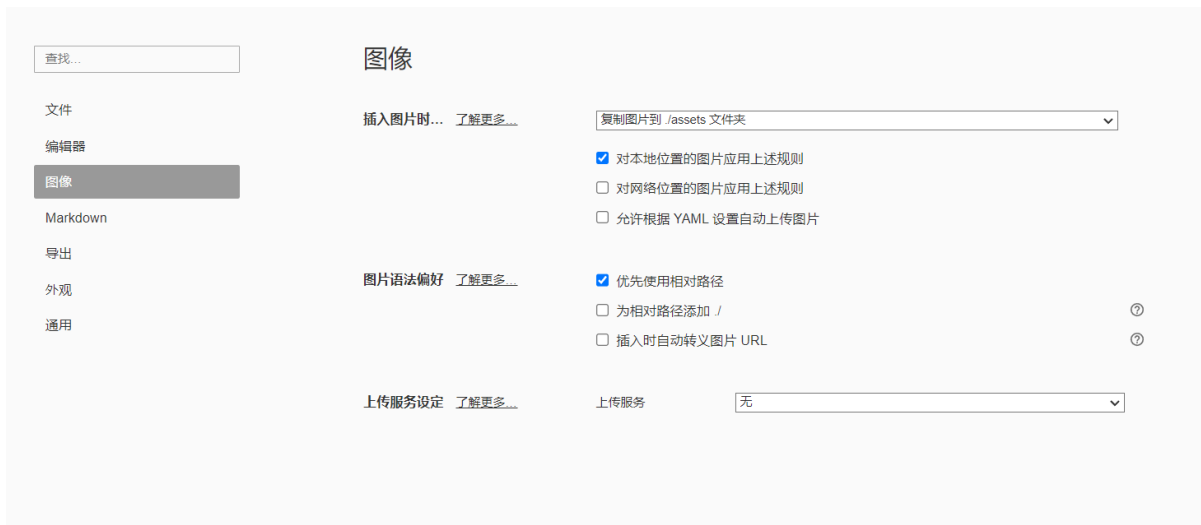 查找...
文件
编辑器
图像
Markdown
导出
外观
通用
图像
插入图片时... 了解更多... 复制图片到 ./assets 文件夹
对本地位置的图片应用上述规则
对网络位置的图片应用上述规则
允许根据 YAML 设置自动上传图片
图片语法偏好 了解更多... 优先使用相对路径
为相对路径添加 ./
插入时自动转义图片 URL
上传服务设定 了解更多... 上传服务 无